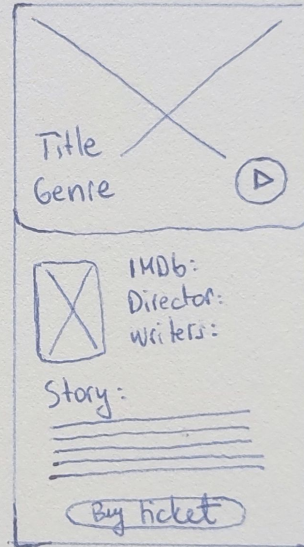 Title
Genre
IMDb:
Director:
Writers:
Story:
Buy ticket